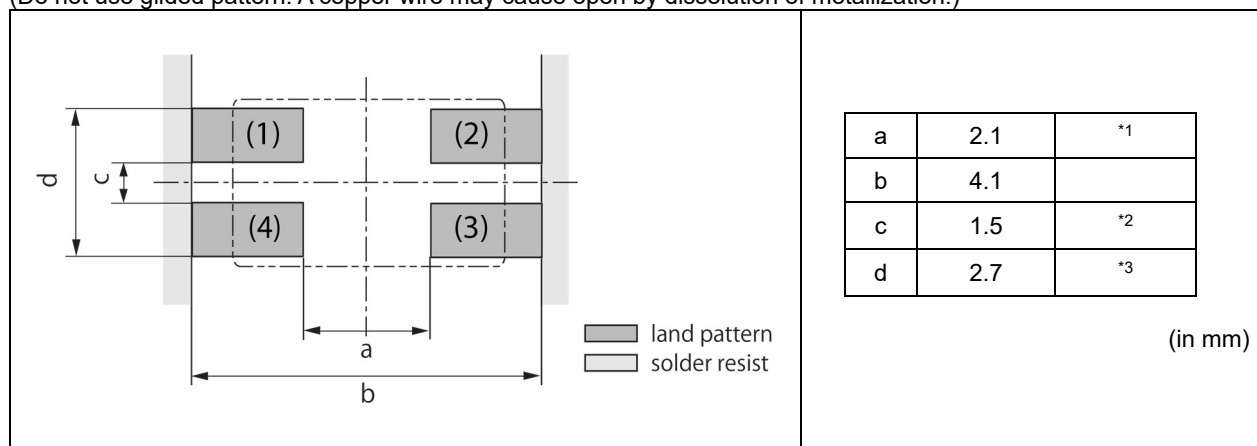 (Do not use gilded pattern. A copper wire may cause open by dissolution of metallization.)
(1) (2)
d c
(4) (3)
a
b
land pattern
solder resist
a 2.1 *1
b 4.1
c 1.5 *2
d 2.7 *3
(in mm)